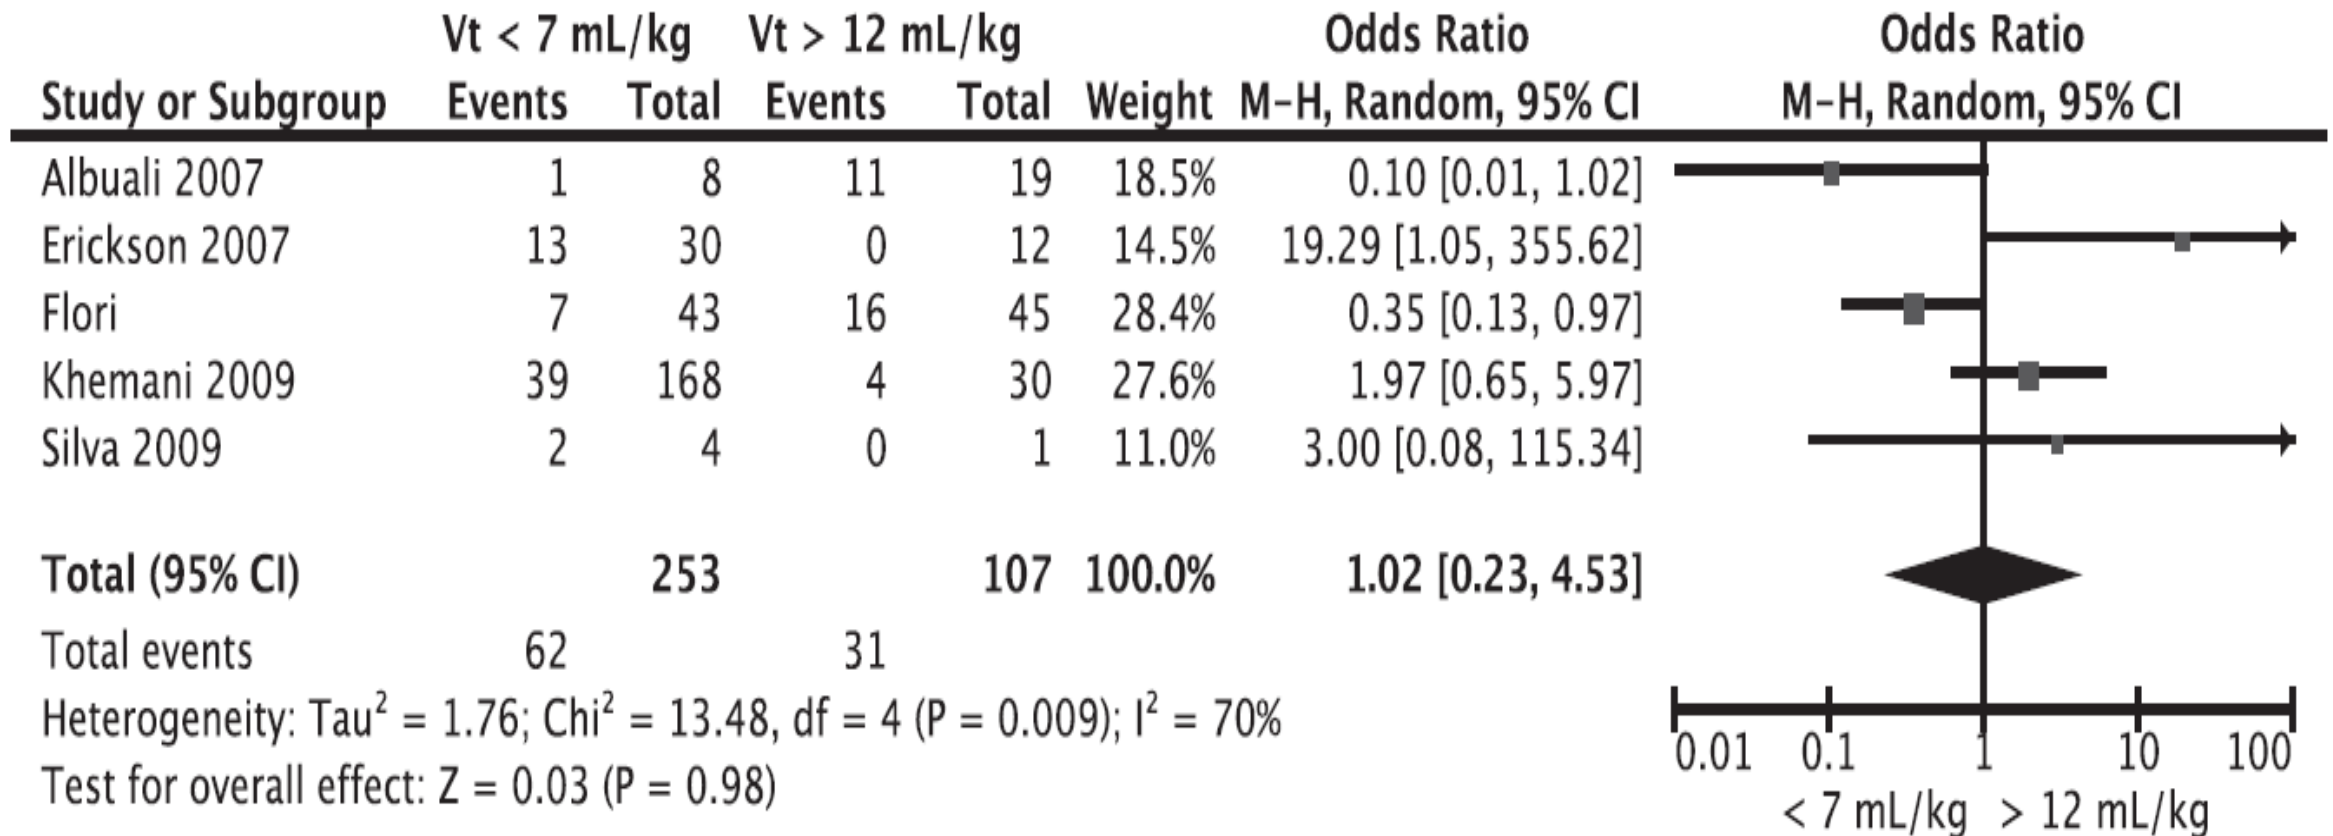 Vt < 7 mL/kg Vt > 12 mL/kg Odds Ratio Odds Ratio
Study or Subgroup Events Total Events Total Weight M-H, Random, 95% CI M-H, Random, 95% CI
Albuali 2007 1 8 11 19 18.5% 0.10 [0.01, 1.02]
Erickson 2007 13 30 0 12 14.5% 19.29 [1.05, 355.62]
Flori 7 43 16 45 28.4% 0.35 [0.13, 0.97]
Khemani 2009 39 168 4 30 27.6% 1.97 [0.65, 5.97]
Silva 2009 2 4 0 1 11.0% 3.00 [0.08, 115.34]
Total (95% CI) 253 107 100.0% 1.02 [0.23, 4.53]
Total events 62 31
Heterogeneity: Tau² = 1.76; Chi² = 13.48, df = 4 (P = 0.009); I² = 70%
Test for overall effect: Z = 0.03 (P = 0.98)
0.01 0.1 1 10 100
< 7 mL/kg > 12 mL/kg